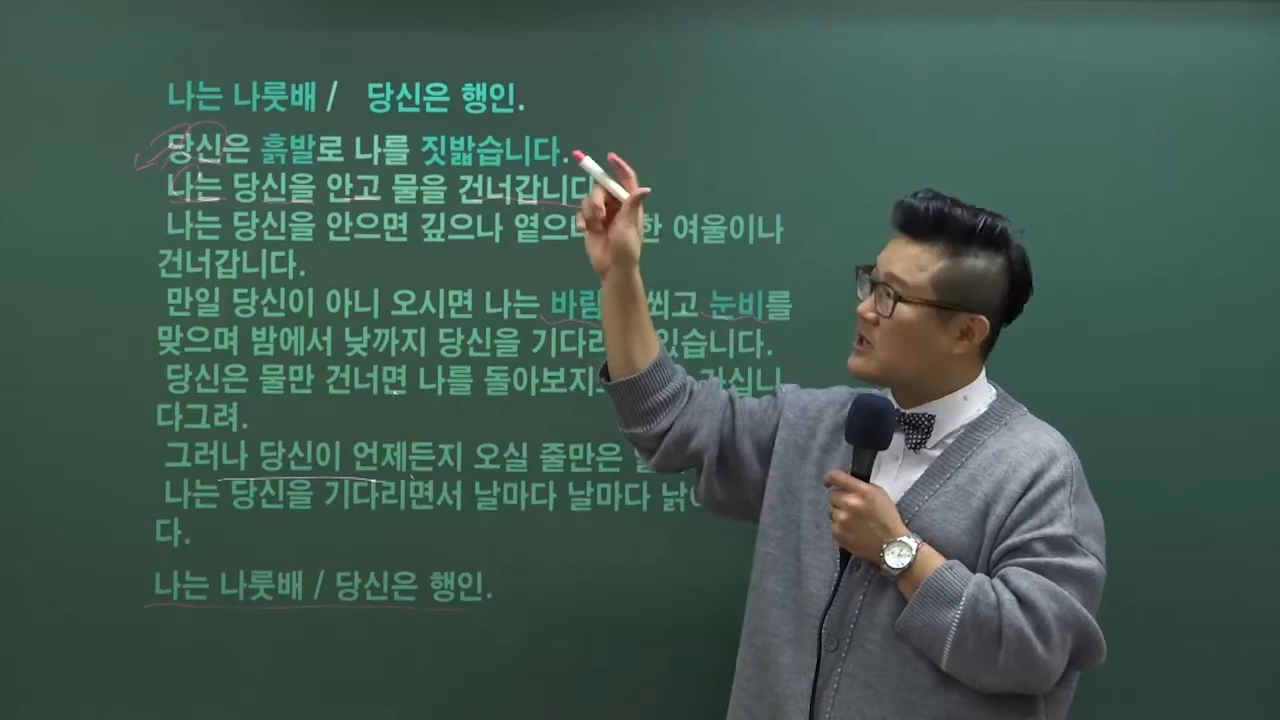 나는 나룻배 / 당신은 행인.
당신은 흙발로 나를 짓밟습니다.
나는 당신을 안고 물을 건너갑니다
나는 당신을 안으면 깊으나 옅으나 한 여울이나
건너갑니다.
만일 당신이 아니 오시면 나는 바람 쐬고 눈비를
맞으며 밤에서 낮까지 당신을 기다리 있습니다.
당신은 물만 건너면 나를 돌아보지 가십니
다그려.
그러나 당신이 언제든지 오실 줄만은
나는 당신을 기다리면서 날마다 날마다 낡아
다.
나는 나룻배 / 당신은 행인.